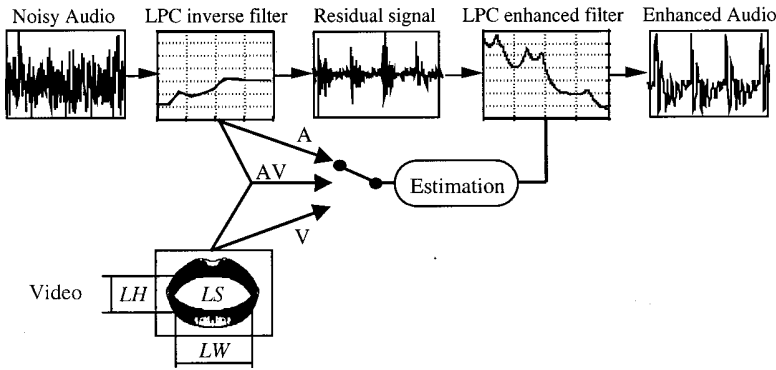 Noisy Audio
LPC inverse filter
Residual signal
LPC enhanced filter
Enhanced Audio
A
AV
V
Estimation
Video
LH
LS
LW